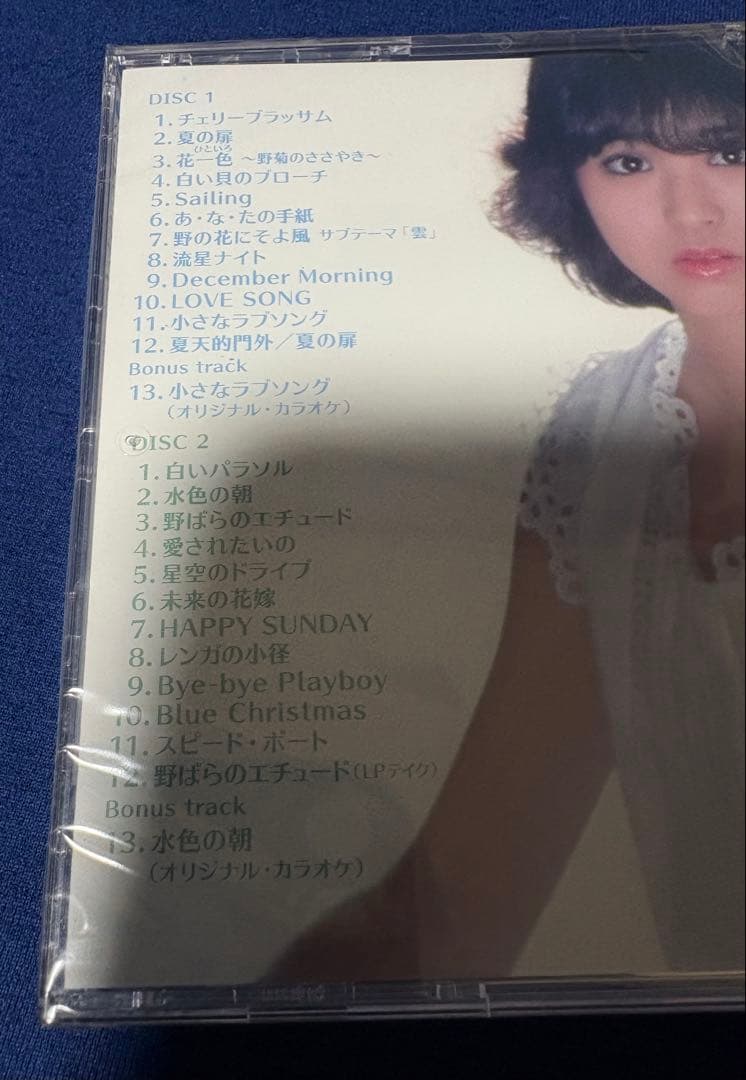 DISC 1
1. チェリーブラッサム
2. 夏の扉
ひといろ
3. 花一色 〜野菊のささやき〜
4. 白い貝のブローチ
5. Sailing
6. あ・な・たの手紙
7. 野の花にそよ風 サブテーマ「雲」
8. 流星ナイト
9. December Morning
10. LOVE SONG
11. 小さなラブソング
12. 夏天的門外／夏の扉
Bonus track
13. 小さなラブソング
（オリジナル・カラオケ）
DISC 2
1. 白いパラソル
2. 水色の朝
3. 野ばらのエチュード
4. 愛されたいの
5. 星空のドライブ
6. 未来の花嫁
7. HAPPY SUNDAY
8. レンガの小径
9. Bye-bye Playboy
10. Blue Christmas
11. スピード・ボート
12. 野ばらのエチュード（LPテイク）
Bonus track
13. 水色の朝
（オリジナル・カラオケ）